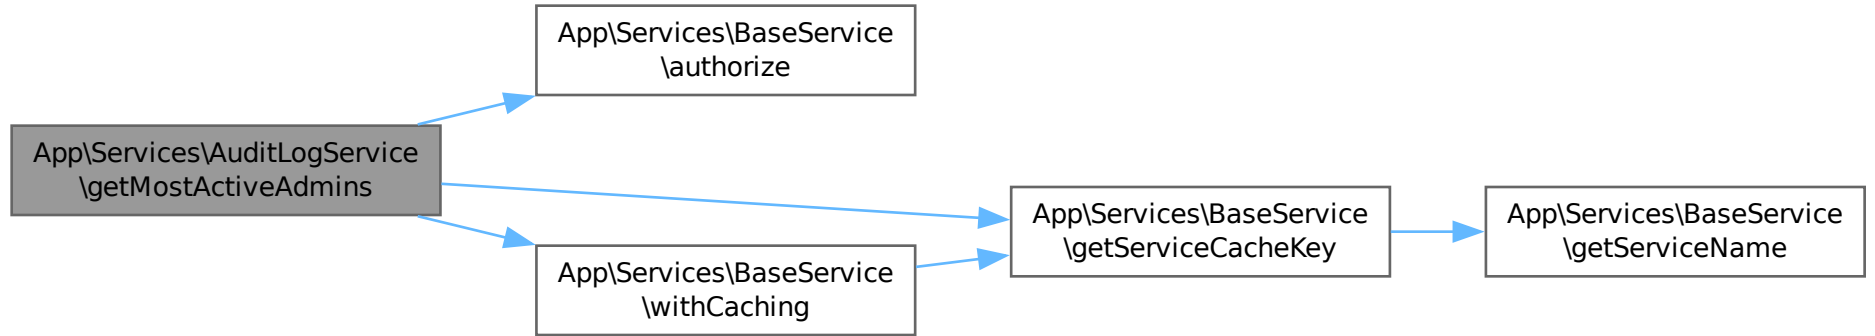 App\Services\BaseService
\authorize
App\Services\AuditLogService
\getMostActiveAdmins
App\Services\BaseService
\getServiceCacheKey
App\Services\BaseService
\getServiceName
App\Services\BaseService
\withCaching